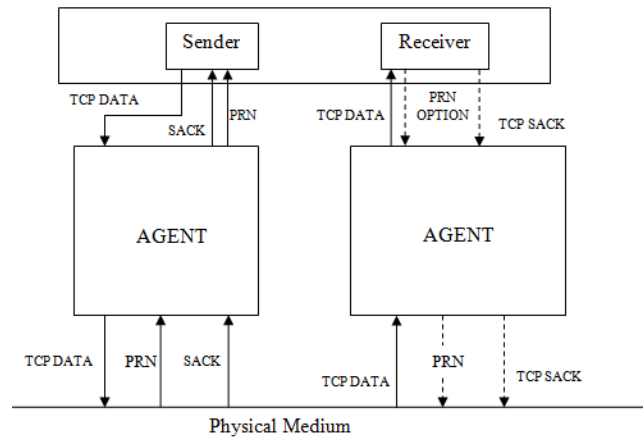 Sender
Receiver
TCP DATA
SACK
PRN
TCP DATA
PRN
OPTION
TCP SACK
AGENT
AGENT
TCP DATA
PRN
SACK
TCP DATA
PRN
TCP SACK
Physical Medium